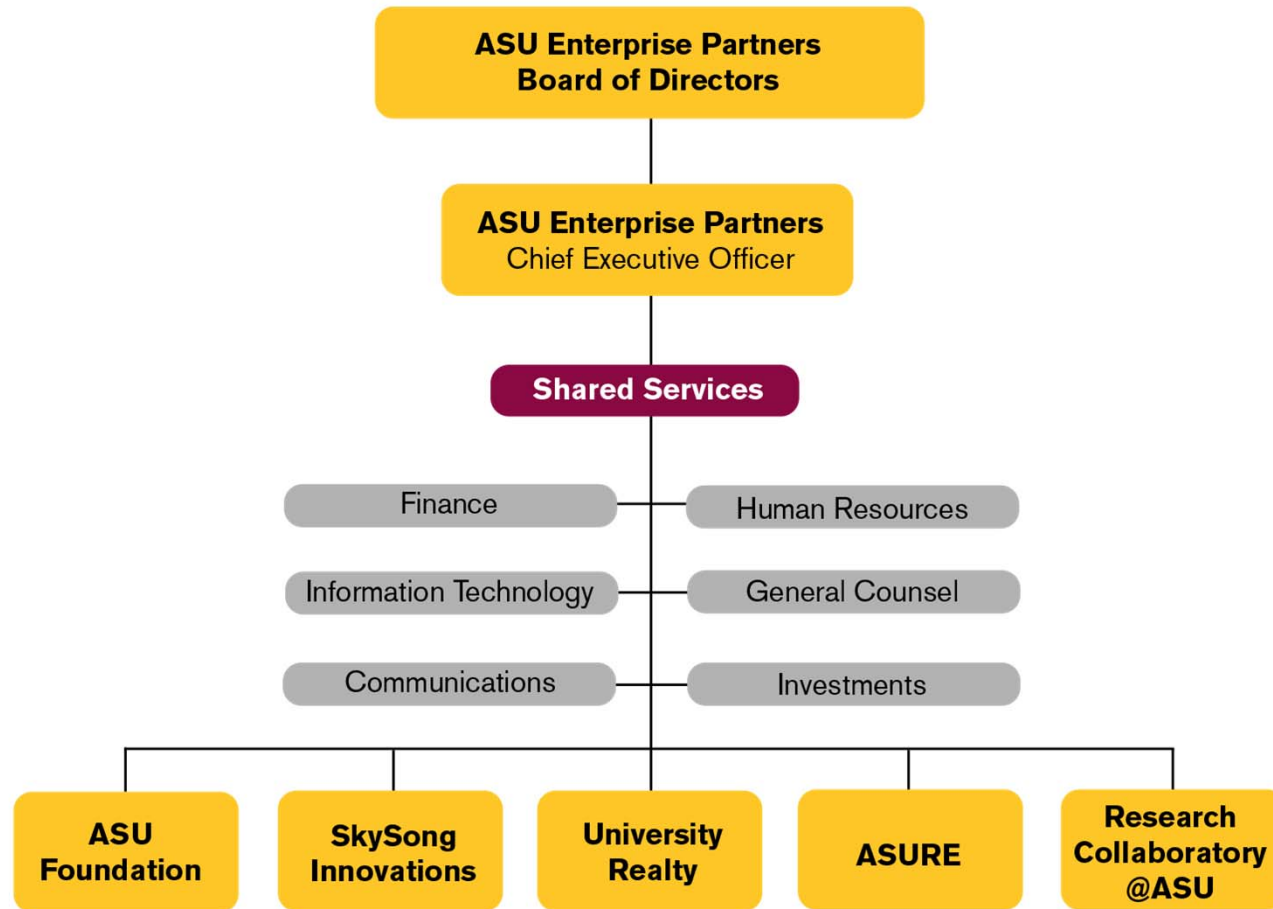 ASU Enterprise Partners
Board of Directors
ASU Enterprise Partners
Chief Executive Officer
Shared Services
Finance
Human Resources
Information Technology
General Counsel
Communications
Investments
ASU
Foundation
SkySong
Innovations
University
Realty
ASURE
Research
Collaboratory
@ASU